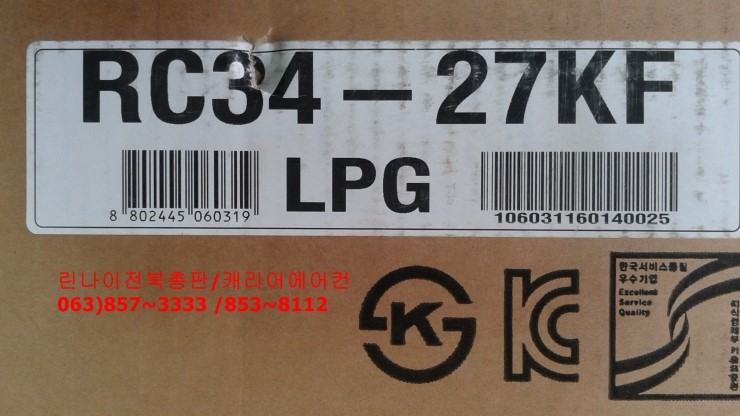 RC34-27KF
LPG
8 802445 060319
106031160140025
린나이전북총판/캐리어에어컨
063)857~3333 /853~8112
K
KC
한국서비스품질
우수기업
Excellent
Service
Quality